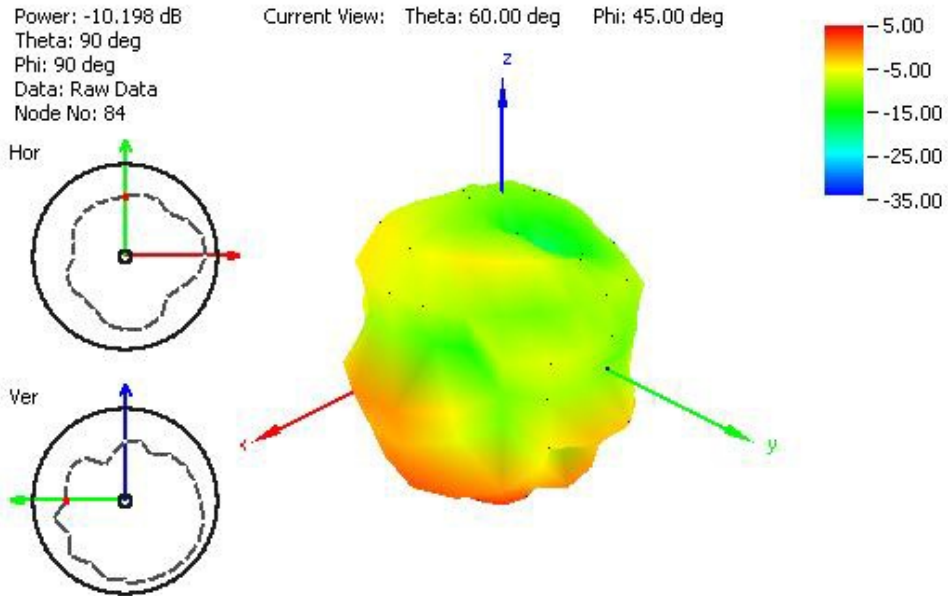 Power: -10.198 dB
Theta: 90 deg
Phi: 90 deg
Data: Raw Data
Node No: 84
Current View: Theta: 60.00 deg Phi: 45.00 deg
Hor
Ver
z
x
y
5.00
-5.00
-15.00
-25.00
-35.00